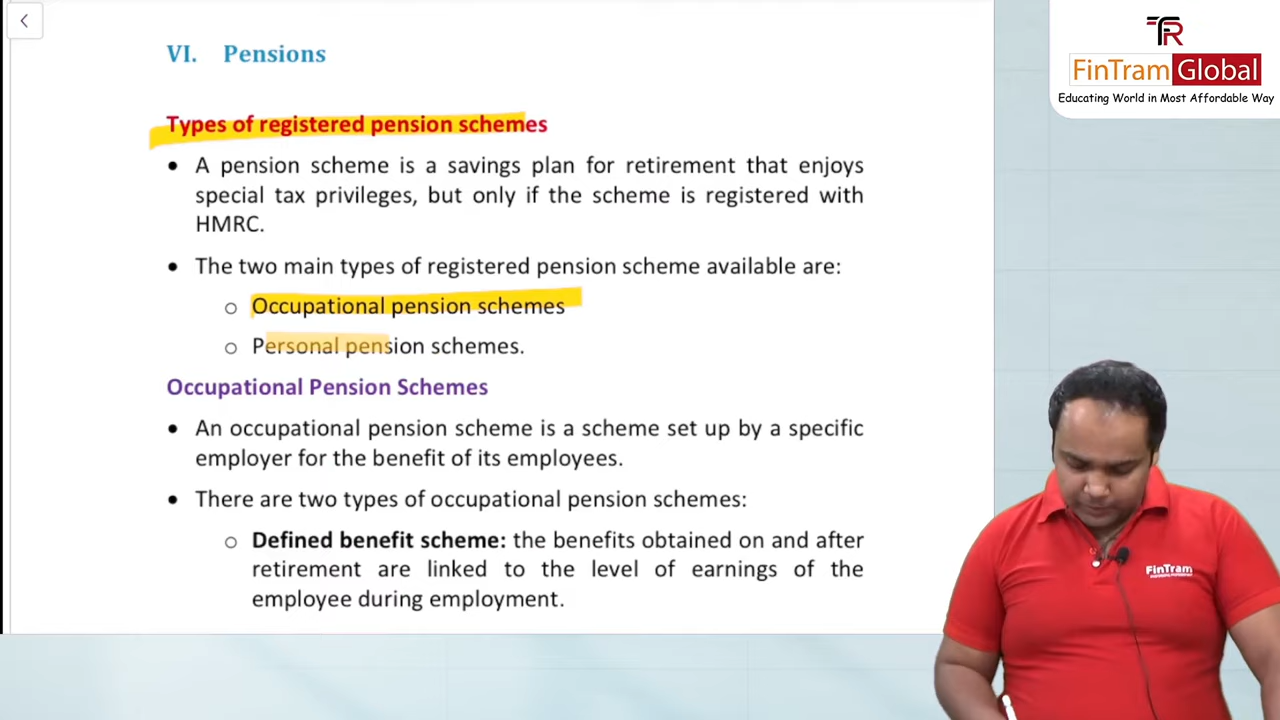 VI. Pensions
Types of registered pension schemes
• A pension scheme is a savings plan for retirement that enjoys
special tax privileges, but only if the scheme is registered with
HMRC.
• The two main types of registered pension scheme available are:
o Occupational pension schemes
o Personal pension schemes.
Occupational Pension Schemes
• An occupational pension scheme is a scheme set up by a specific
employer for the benefit of its employees.
• There are two types of occupational pension schemes:
o Defined benefit scheme: the benefits obtained on and after
retirement are linked to the level of earnings of the
employee during employment.
FinTram Global
Educating World in Most Affordable Way
FinTram